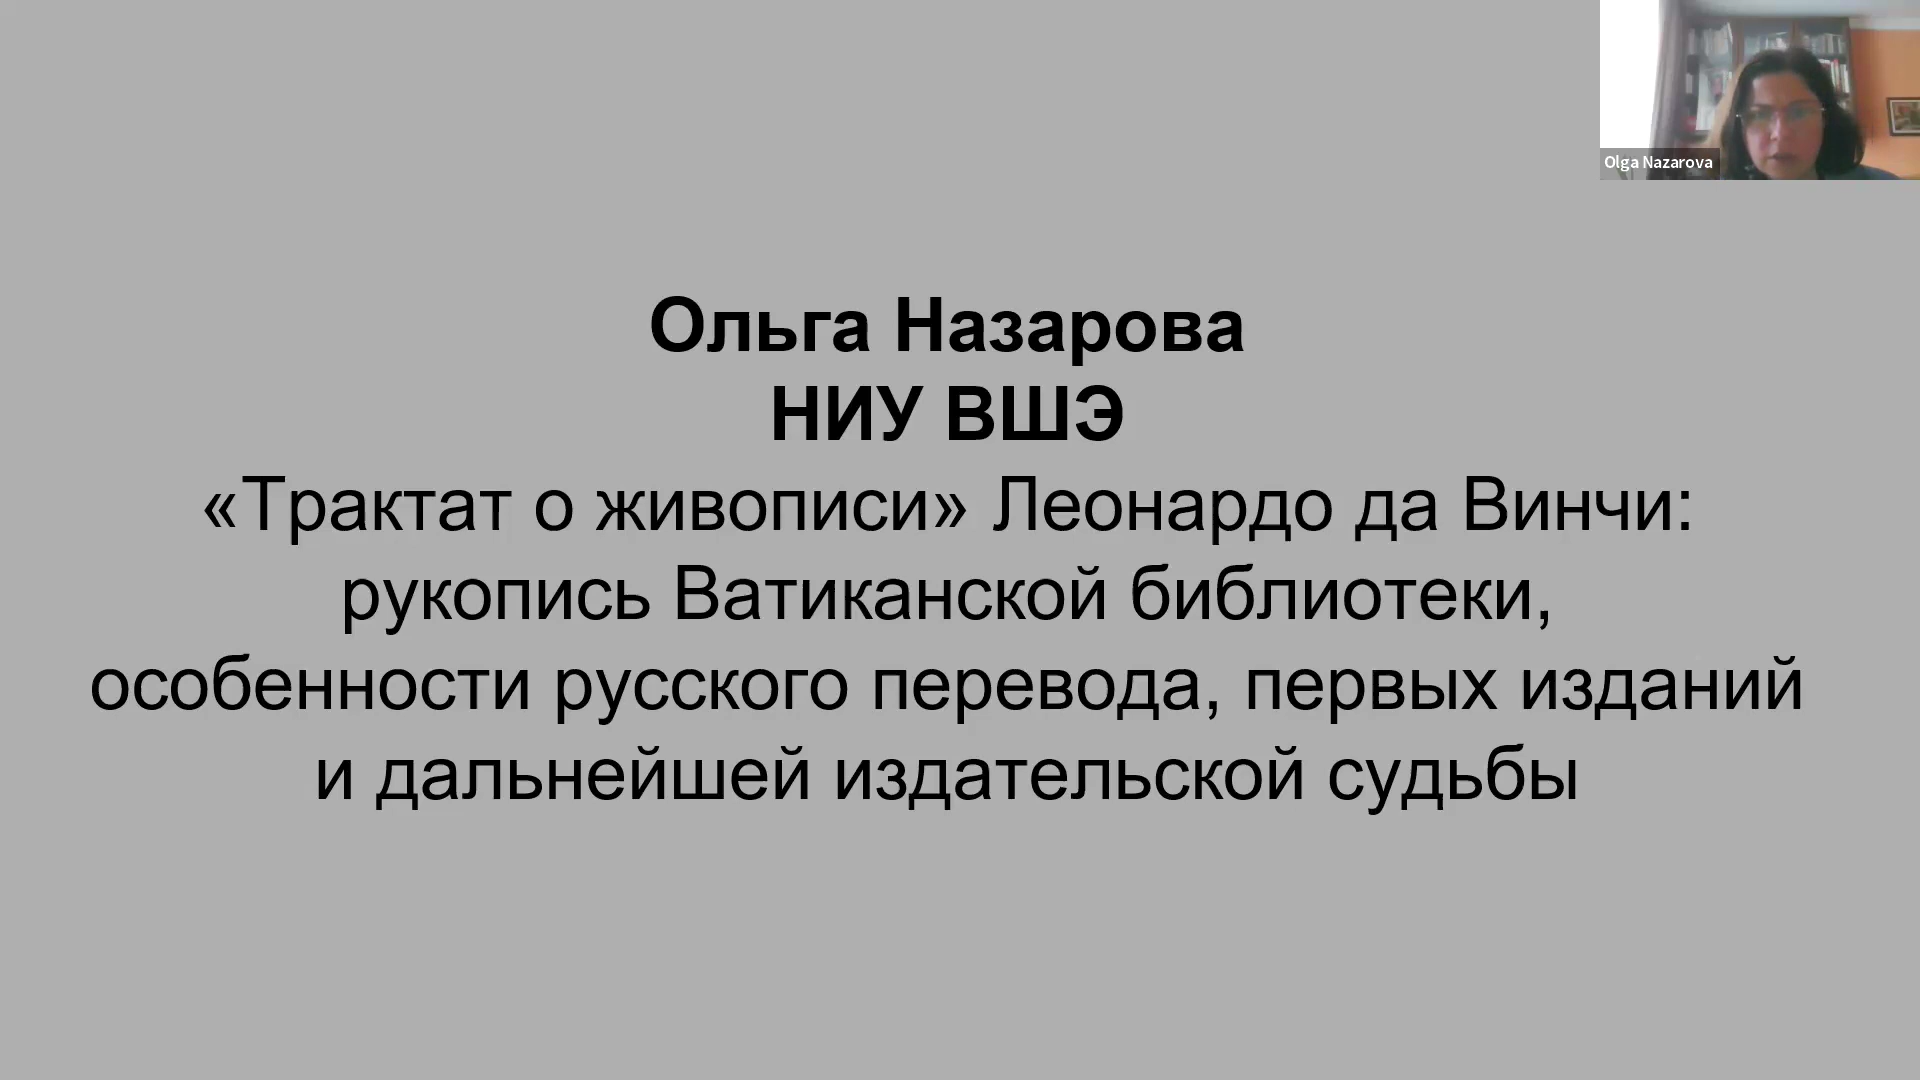 Olga Nazarova
Ольга Назарова
НИУ ВШЭ
«Трактат о живописи» Леонардо да Винчи:
рукопись Ватиканской библиотеки,
особенности русского перевода, первых изданий
и дальнейшей издательской судьбы